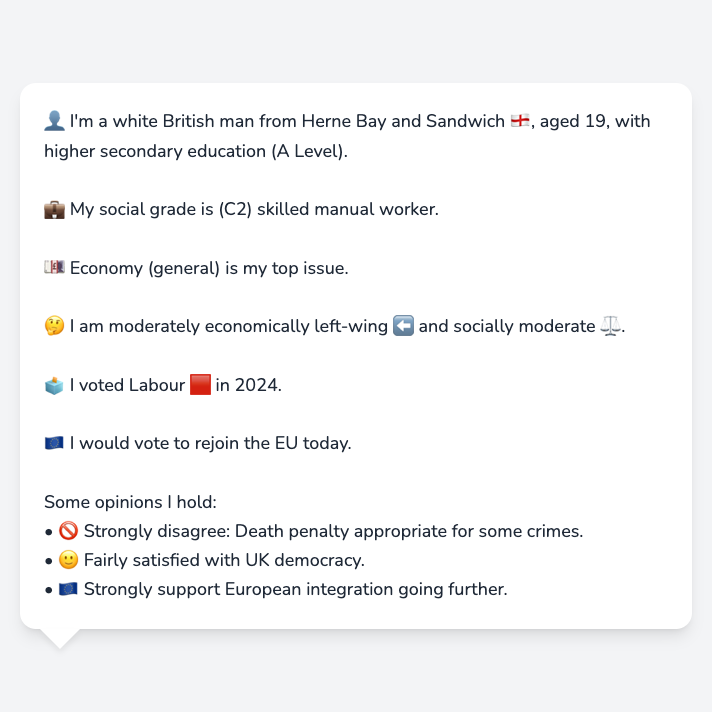 👤 I'm a white British man from Herne Bay and Sandwich 🏴󠁧󠁢󠁥󠁮󠁧󠁿, aged 19, with
higher secondary education (A Level).
💼 My social grade is (C2) skilled manual worker.
💷 Economy (general) is my top issue.
🤔 I am moderately economically left-wing ⬅️ and socially moderate ⚖️.
🗳️ I voted Labour 🟥 in 2024.
🇪🇺 I would vote to rejoin the EU today.
Some opinions I hold:
• 🚫 Strongly disagree: Death penalty appropriate for some crimes.
• 🙂 Fairly satisfied with UK democracy.
• 🇪🇺 Strongly support European integration going further.